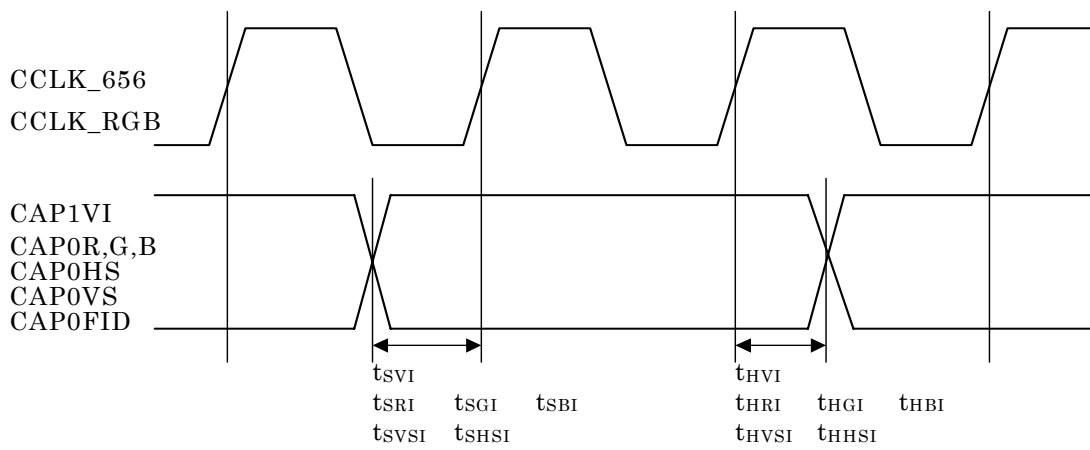 CCLK_656
CCLK_RGB
CAP1VI
CAP0R,G,B
CAP0HS
CAP0VS
CAP0FID
tSVI tHVI
tSRI tSGI tSBI tHRI tHGI tHBI
tSVSI tSHSI tHVSI tHHSI